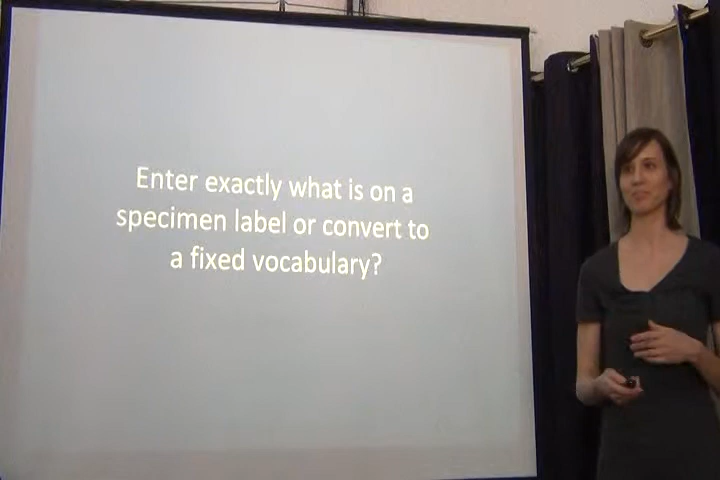 Enter exactly what is on a
specimen label or convert to
a fixed vocabulary?